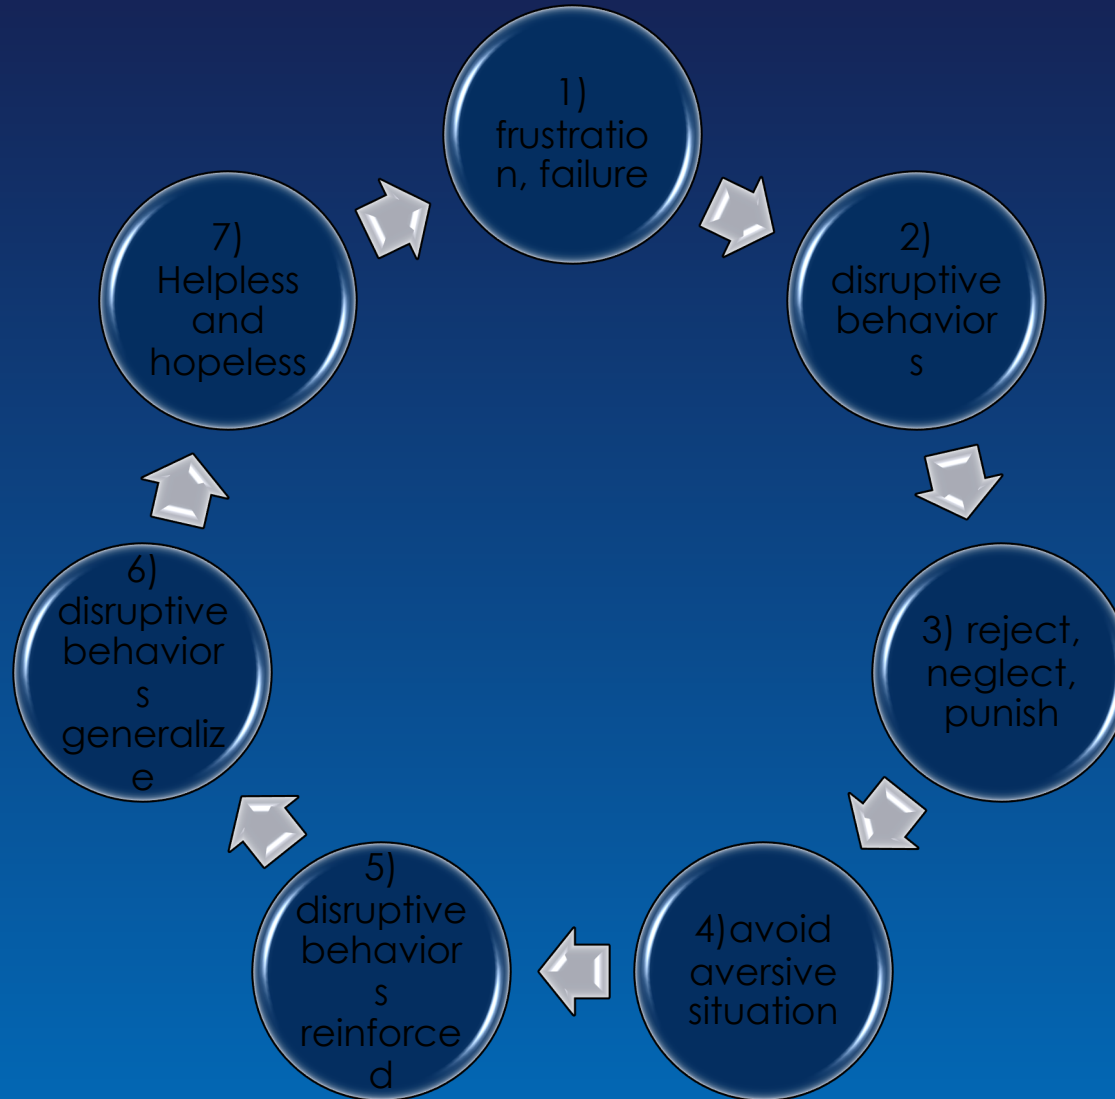 1)
frustratio
n, failure
2)
disruptive
behavior
s
3) reject,
neglect,
punish
4)avoid
aversive
situation
5)
disruptive
behavior
s
reinforce
d
6)
disruptive
behavior
s
generaliz
e
7)
Helpless
and
hopeless